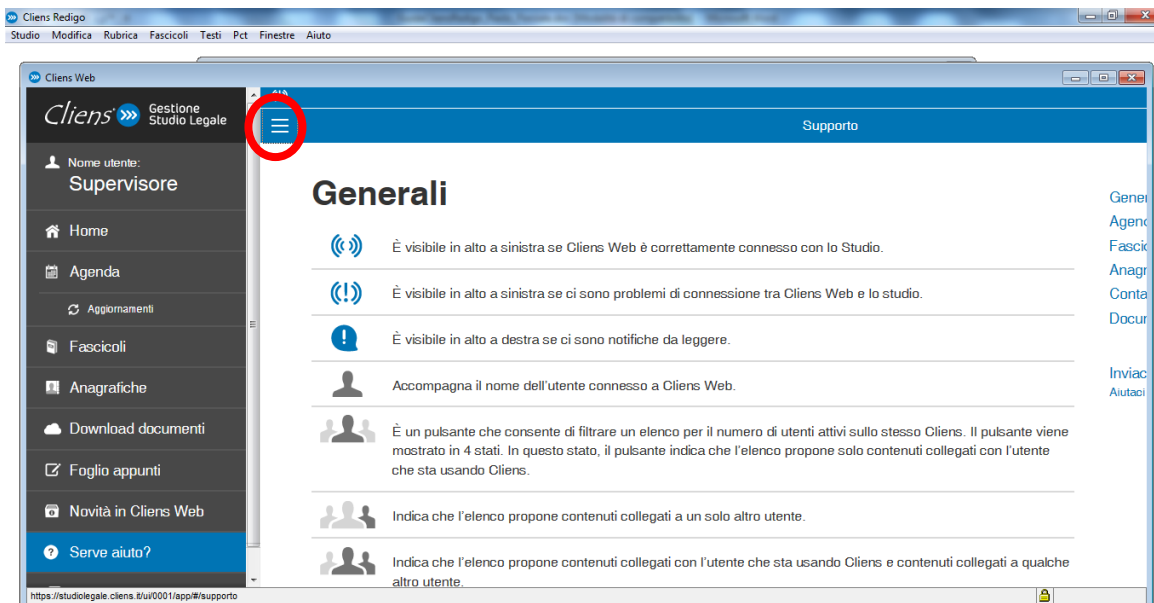 Cliens Redigo
Studio Modifica Rubrica Fascicoli Testi Pct Finestre Aiuto
Cliens Web
Cliens Gestione
Studio Legale
Supporto
Nome utente:
Supervisore
Home
Agenda
Aggiornamenti
Fascicoli
Anagrafiche
Download documenti
Foglio appunti
Novità in Cliens Web
Serve aiuto?
Generali
È visibile in alto a sinistra se Cliens Web è correttamente connesso con lo Studio.
È visibile in alto a sinistra se ci sono problemi di connessione tra Cliens Web e lo studio.
È visibile in alto a destra se ci sono notifiche da leggere.
Accompagna il nome dell'utente connesso a Cliens Web.
È un pulsante che consente di filtrare un elenco per il numero di utenti attivi sullo stesso Cliens. Il pulsante viene
mostrato in 4 stati. In questo stato, il pulsante indica che l'elenco propone solo contenuti collegati con l'utente
che sta usando Cliens.
Indica che l'elenco propone contenuti collegati a un solo altro utente.
Indica che l'elenco propone contenuti collegati con l'utente che sta usando Cliens e contenuti collegati a qualche
altro utente.
Gener
Agend
Fascic
Anagr
Conta
Docur
Inviac
Aiutaci
https://studiolegale.cliens.it/ui/0001/app/#/supporto